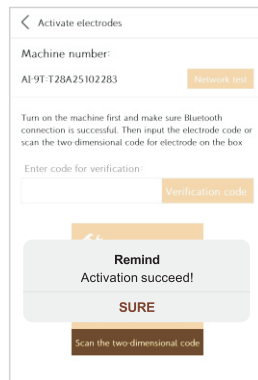 Activate electrodes
Machine number:
AI-9T:T28A25102283
Network test
Turn on the machine first and make sure Bluetooth
connection is successful. Then input the electrode code or
scan the two-dimensional code for electrode on the box
Enter code for verification:
Verification code
Remind
Activation succeed!
SURE
Scan the two-dimensional code